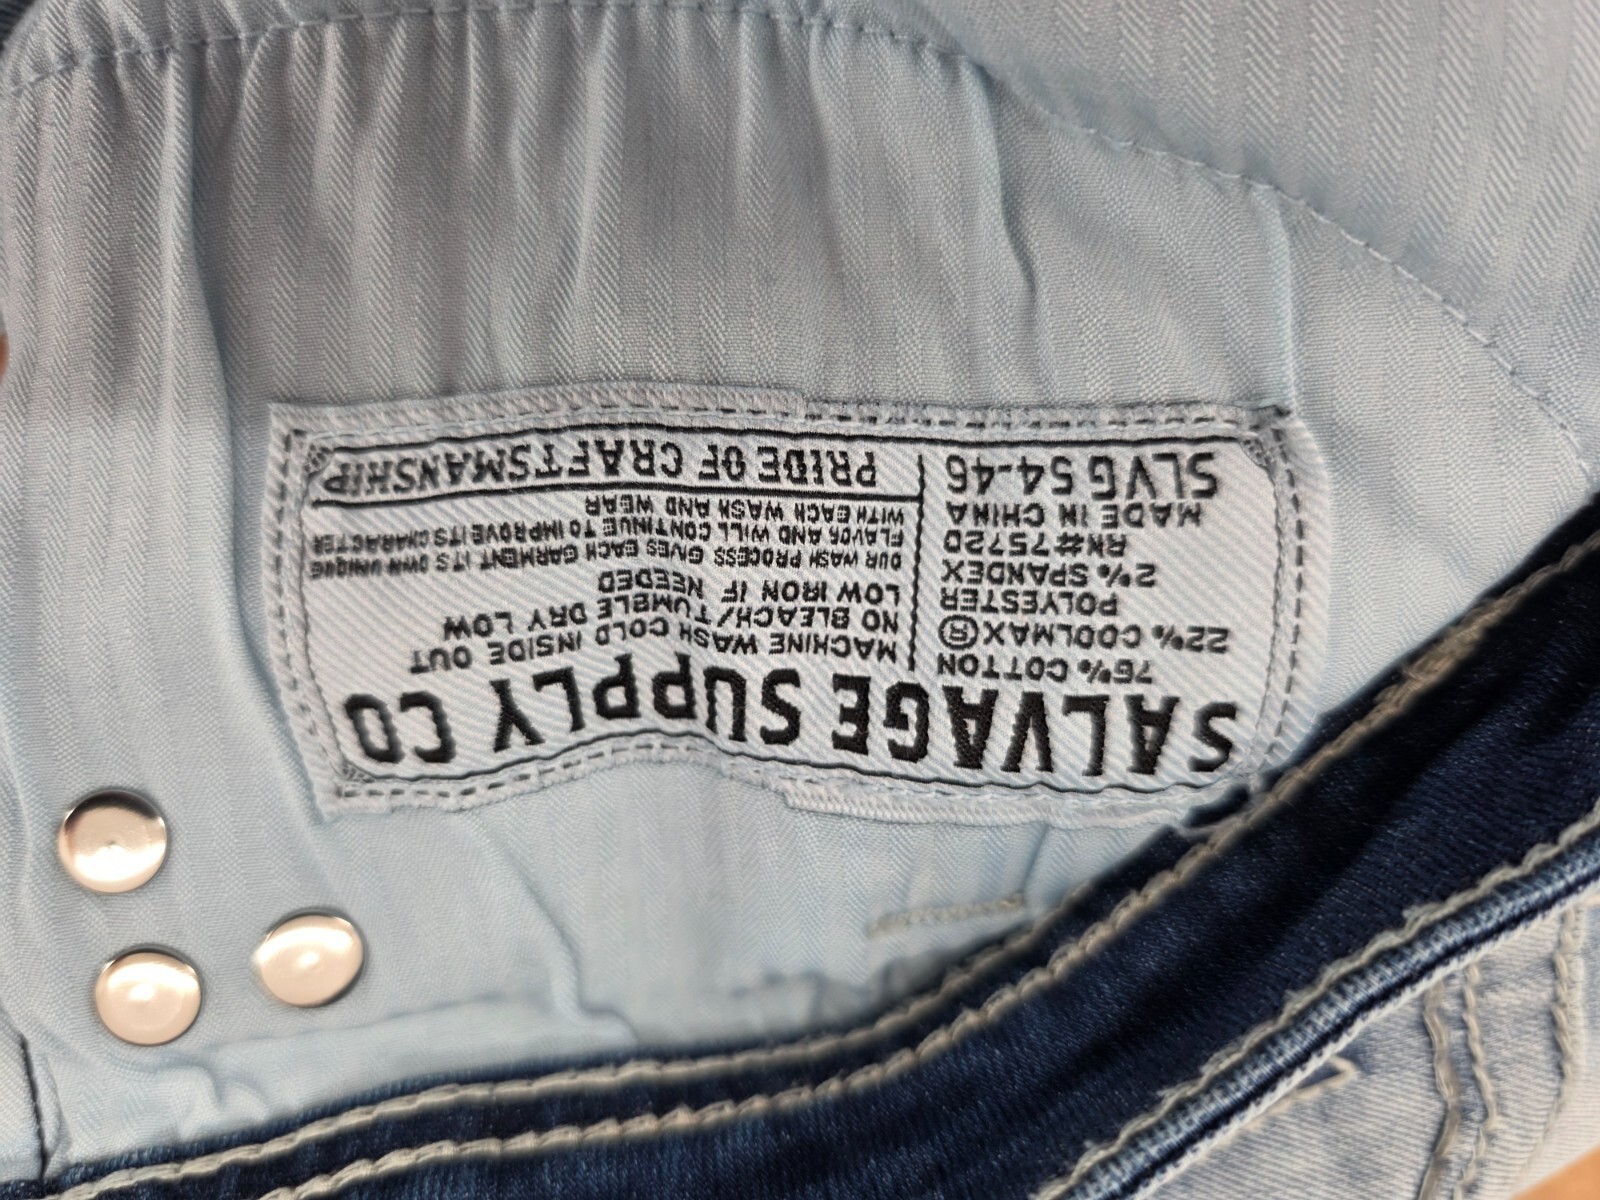 SALVAGE SUPPLY CO
76% COTTON
22% COOLMAX®
POLYESTER
2% SPANDEX
RN#75720
MADE IN CHINA
SLVG 54-46
MACHINE WASH COLD INSIDE OUT
NO BLEACH/TUMBLE DRY LOW
LOW IRON IF NEEDED
OUR WASH PROCESS GIVES EACH GARMENT ITS OWN UNIQUE
FLAVOR AND WILL CONTINUE TO IMPROVE ITS CHARACTER
WITH EACH WASH AND WEAR
PRIDE OF CRAFTSMANSHIP